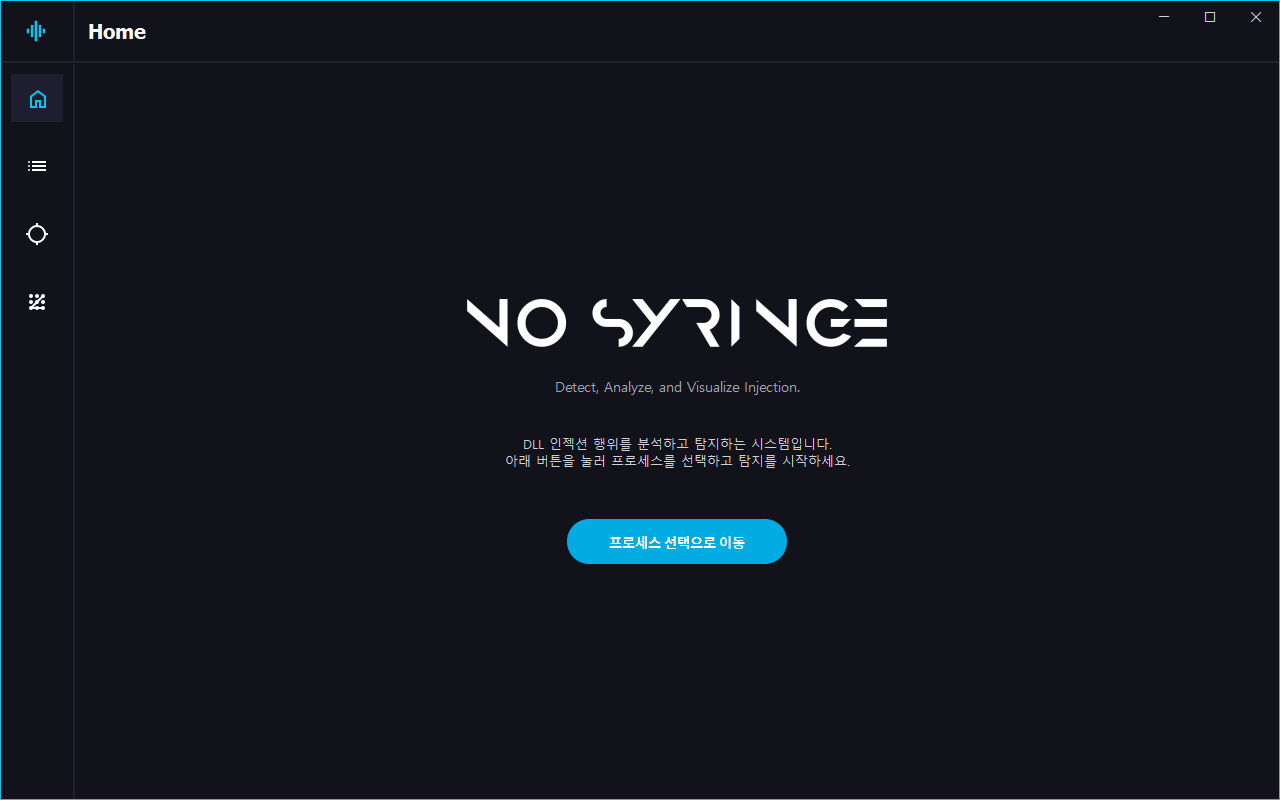 Home
NO SYRINGE
Detect, Analyze, and Visualize Injection.
DLL 인젝션 행위를 분석하고 탐지하는 시스템입니다.
아래 버튼을 눌러 프로세스를 선택하고 탐지를 시작하세요.
프로세스 선택으로 이동